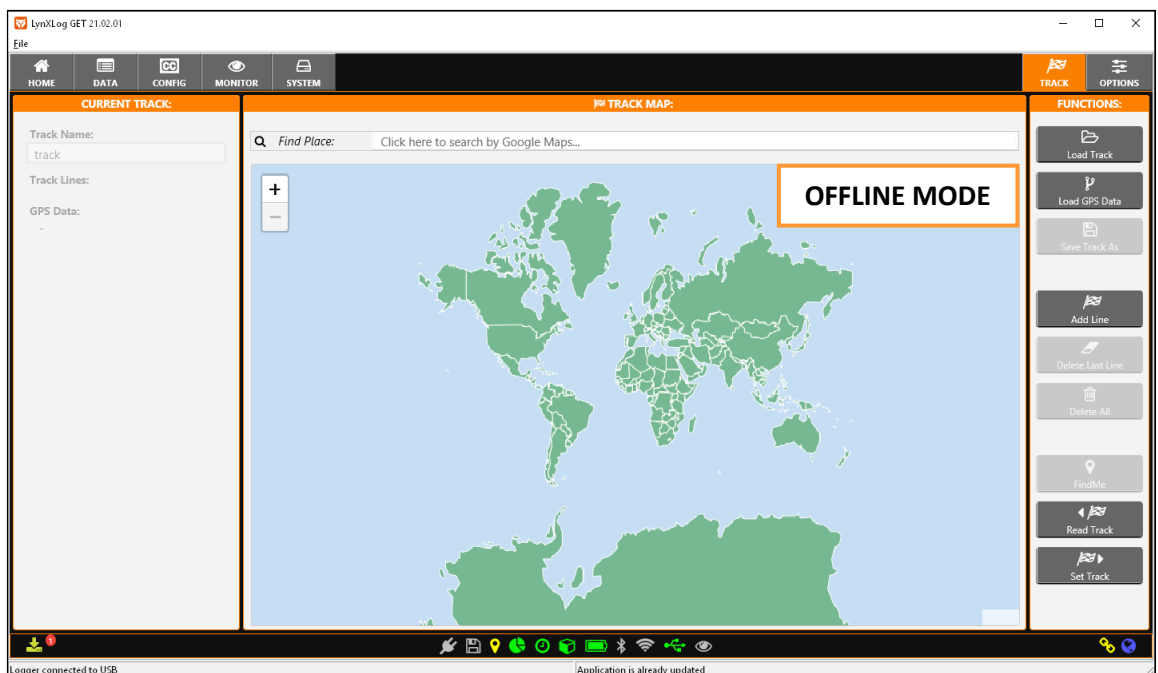 LynXLog GET 21.02.01
File
HOME
DATA
CC
CONFIG
MONITOR
SYSTEM
TRACK
OPTIONS
CURRENT TRACK:
TRACK MAP:
FUNCTIONS:
Track Name:
track
Track Lines:
GPS Data:
-
Find Place:
Click here to search by Google Maps...
+
−
OFFLINE MODE
Load Track
Load GPS Data
Save Track As
Add Line
Delete Last Line
Delete All
FindMe
Read Track
Set Track
1
Logger connected to USB
Application is already updated